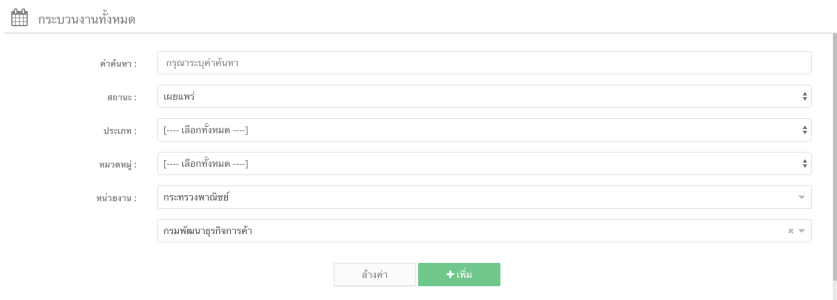 กระบวนงานทั้งหมด
คำค้นหา : กรุณาระบุคำค้นหา
สถานะ : เผยแพร่
ประเภท : [---- เลือกทั้งหมด ----]
หมวดหมู่ : [---- เลือกทั้งหมด ----]
หน่วยงาน : กระทรวงพาณิชย์
กรมพัฒนาธุรกิจการค้า
ล้างค่า +เพิ่ม